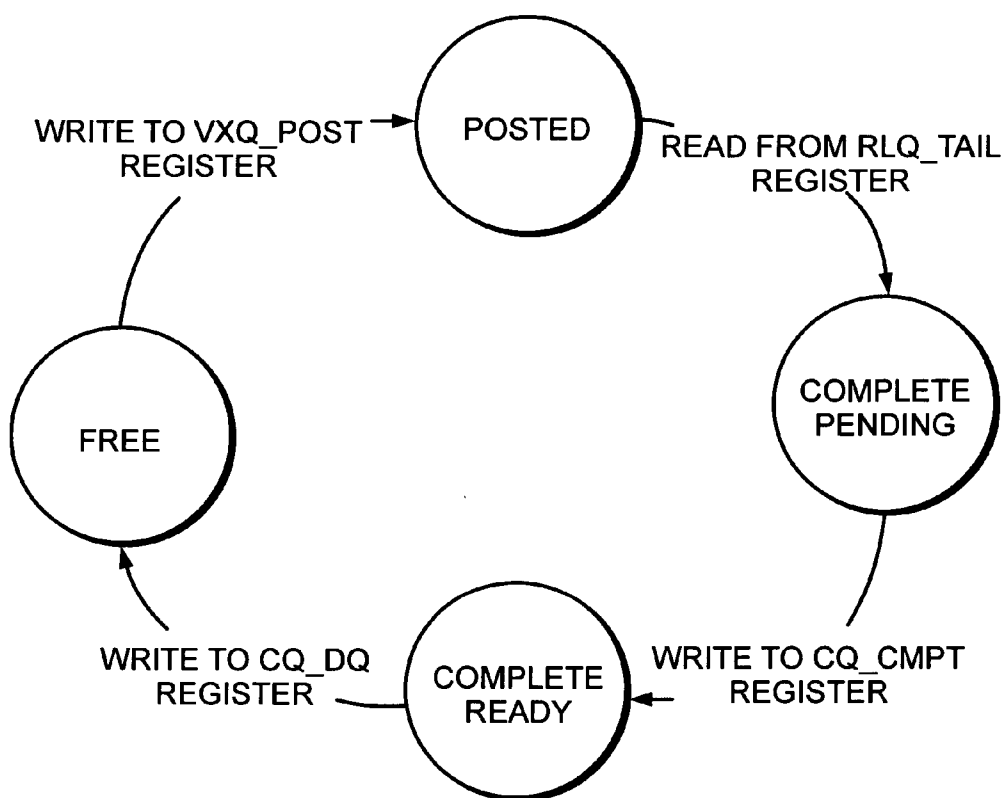 POSTED
WRITE TO VXQ_POST
REGISTER
READ FROM RLQ_TAIL
REGISTER
COMPLETE
PENDING
FREE
WRITE TO CQ_CMPT
REGISTER
COMPLETE
READY
WRITE TO CQ_DQ
REGISTER